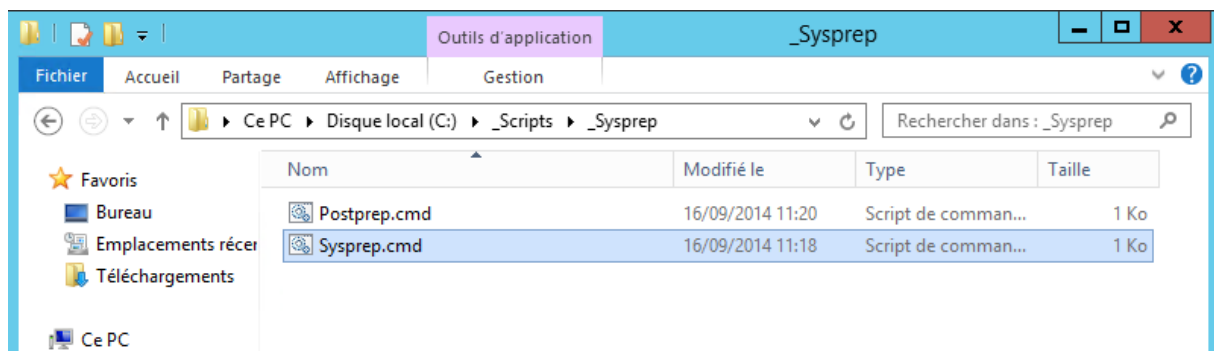 Outils d'application
_Sysprep
Fichier Accueil Partage Affichage Gestion
Ce PC Disque local (C:) _Scripts _Sysprep
Rechercher dans : _Sysprep
Nom Modifié le Type Taille
Favoris
Bureau
Emplacements récer
Téléchargements
Ce PC
Postprep.cmd 16/09/2014 11:20 Script de comman... 1 Ko
Sysprep.cmd 16/09/2014 11:18 Script de comman... 1 Ko